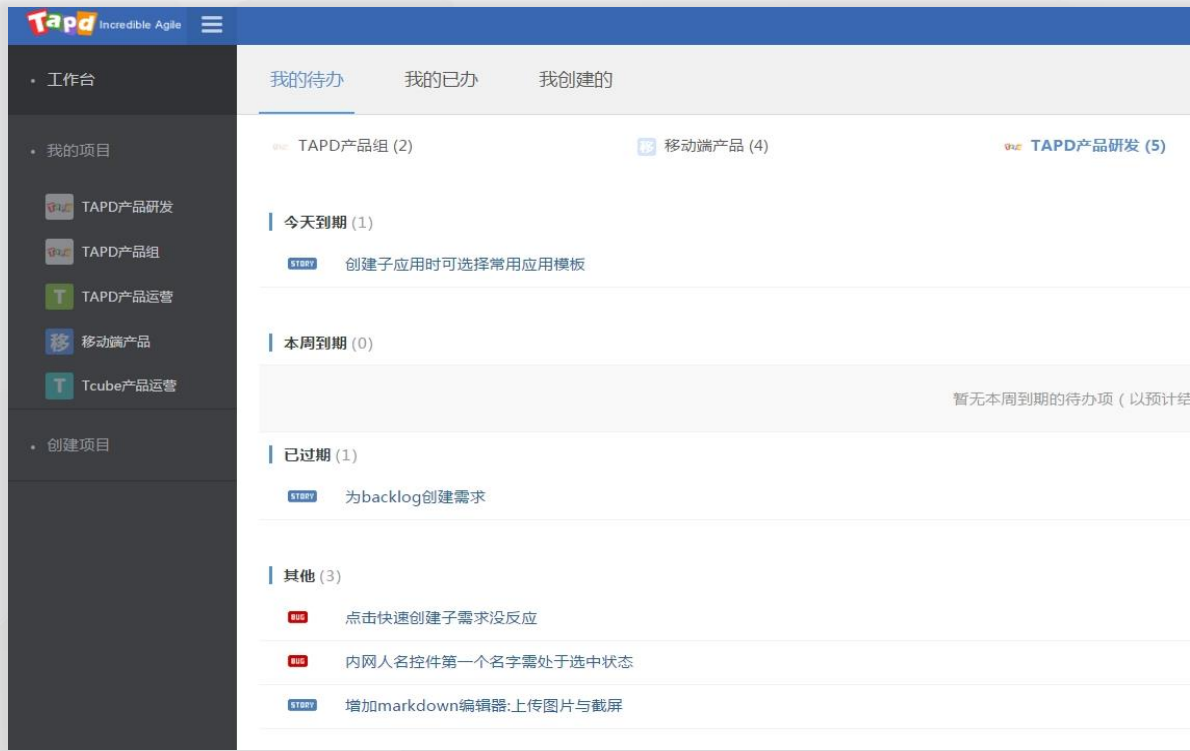 Tapd Incredible Agile
工作台
我的项目
TAPD产品研发
TAPD产品组
T TAPD产品运营
移 移动端产品
T Tcube产品运营
创建项目
我的待办 我的已办 我创建的
TAPD产品组 (2) 移 移动端产品 (4) TAPD产品研发 (5)
今天到期 (1)
STORY 创建子应用时可选择常用应用模板
本周到期 (0)
暂无本周到期的待办项 ( 以预计结
已过期 (1)
STORY 为backlog创建需求
其他 (3)
BUG 点击快速创建子需求没反应
BUG 内网人名控件第一个名字需处于选中状态
STORY 增加markdown编辑器:上传图片与截屏